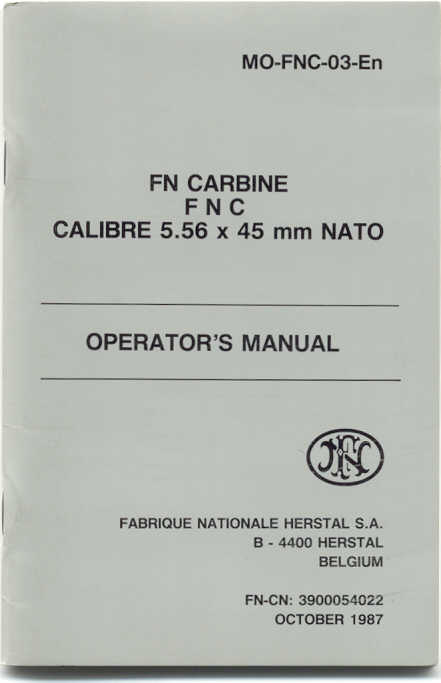 MO-FNC-03-En
FN CARBINE
F N C
CALIBRE 5.56 x 45 mm NATO
OPERATOR'S MANUAL
FN
FABRIQUE NATIONALE HERSTAL S.A.
B - 4400 HERSTAL
BELGIUM
FN-CN: 3900054022
OCTOBER 1987